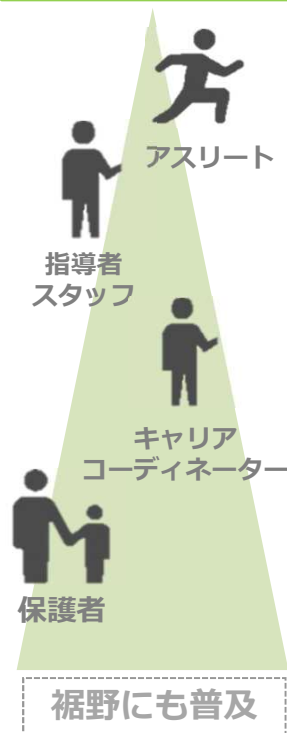 アスリート
指導者
スタッフ
キャリア
コーディネーター
保護者
裾野にも普及